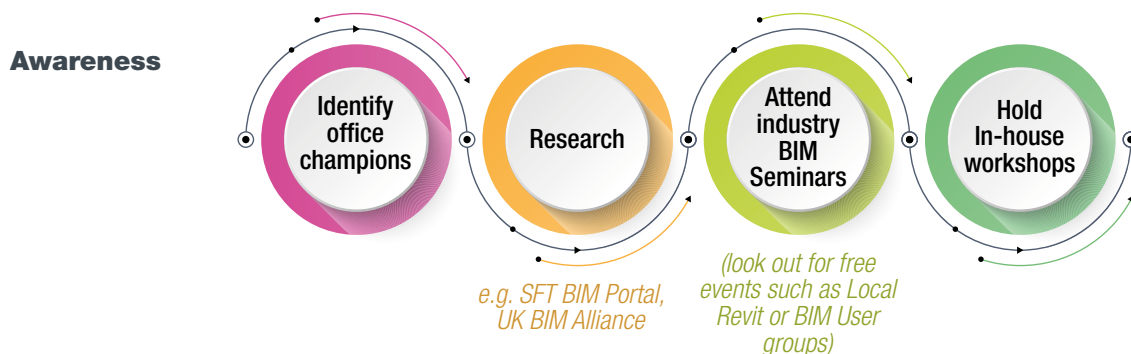 Awareness
Identify
office
champions
Research
Attend
industry
BIM
Seminars
Hold
In-house
workshops
e.g. SFT BIM Portal,
UK BIM Alliance
(look out for free
events such as Local
Revit or BIM User
groups)